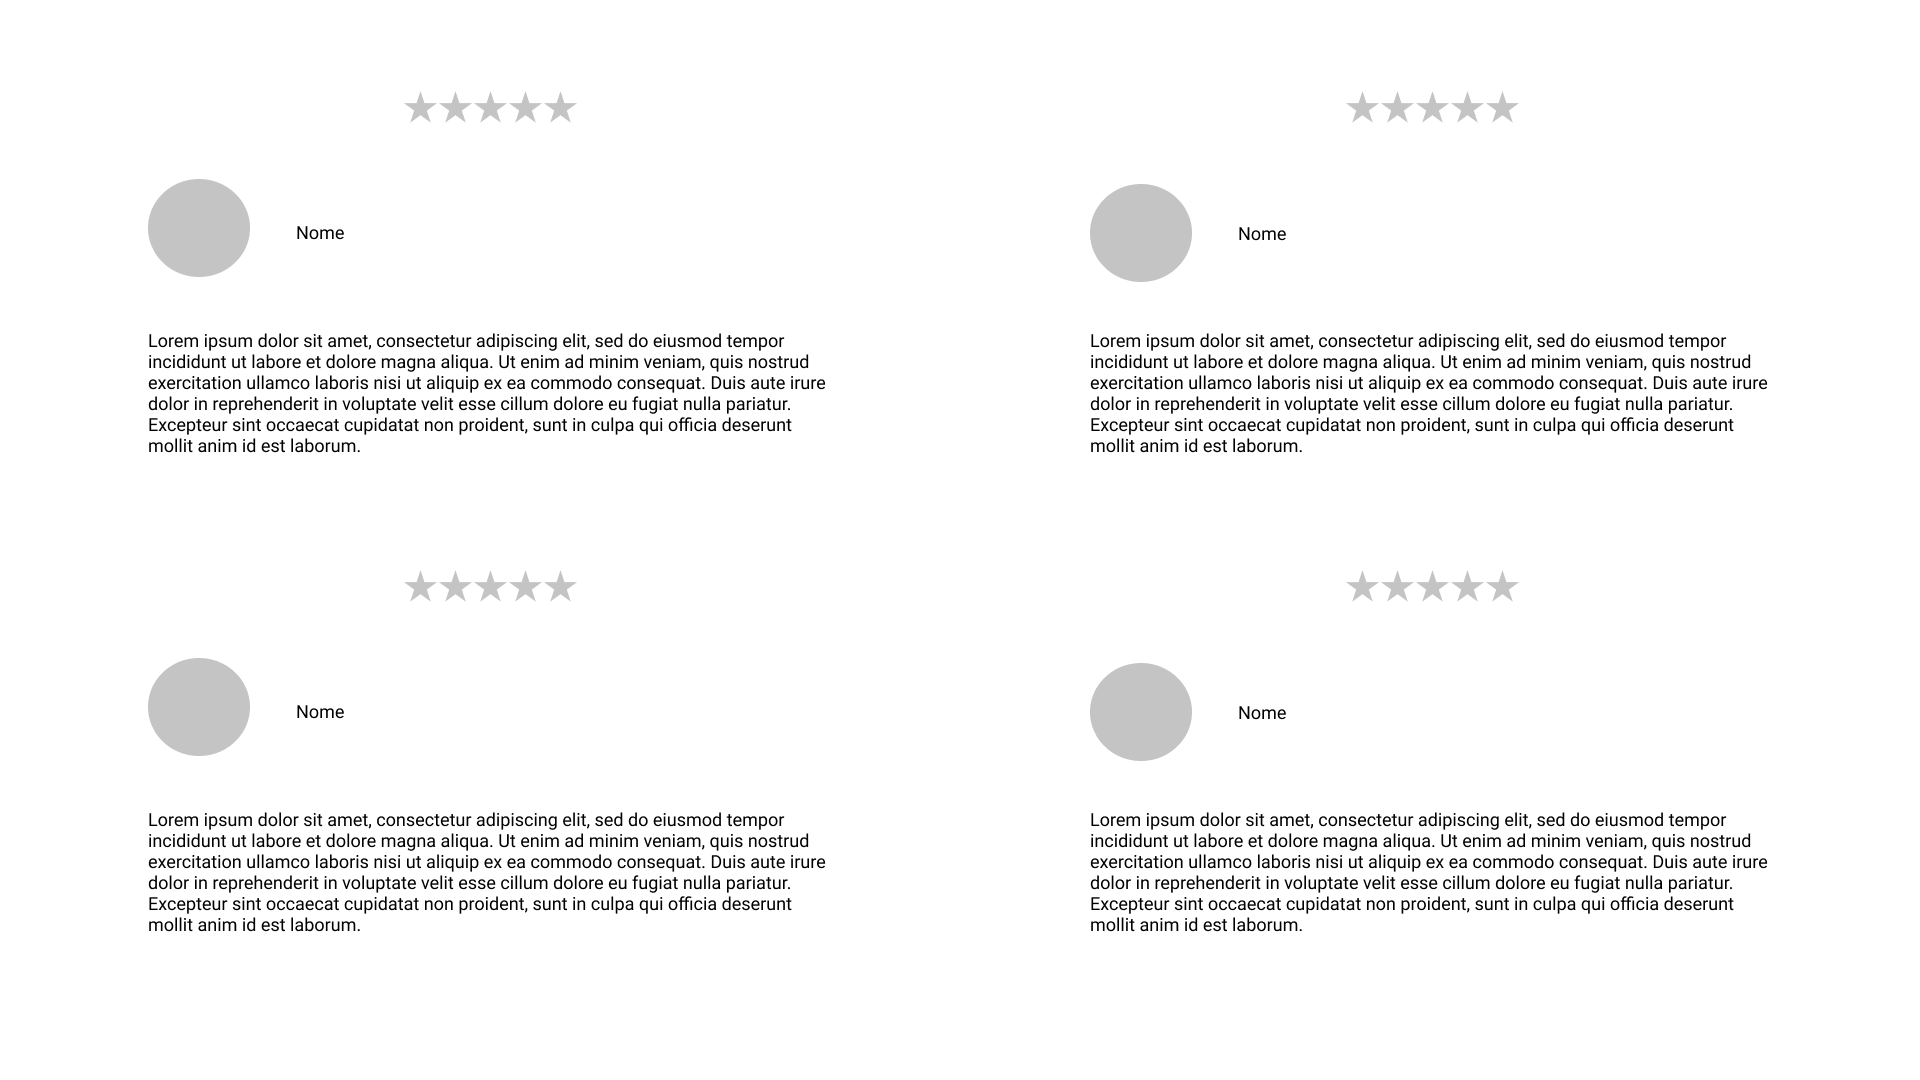 Nome
Lorem ipsum dolor sit amet, consectetur adipiscing elit, sed do eiusmod tempor
incididunt ut labore et dolore magna aliqua. Ut enim ad minim veniam, quis nostrud
exercitation ullamco laboris nisi ut aliquip ex ea commodo consequat. Duis aute irure
dolor in reprehenderit in voluptate velit esse cillum dolore eu fugiat nulla pariatur.
Excepteur sint occaecat cupidatat non proident, sunt in culpa qui officia deserunt
mollit anim id est laborum.
Nome
Lorem ipsum dolor sit amet, consectetur adipiscing elit, sed do eiusmod tempor
incididunt ut labore et dolore magna aliqua. Ut enim ad minim veniam, quis nostrud
exercitation ullamco laboris nisi ut aliquip ex ea commodo consequat. Duis aute irure
dolor in reprehenderit in voluptate velit esse cillum dolore eu fugiat nulla pariatur.
Excepteur sint occaecat cupidatat non proident, sunt in culpa qui officia deserunt
mollit anim id est laborum.
Nome
Lorem ipsum dolor sit amet, consectetur adipiscing elit, sed do eiusmod tempor
incididunt ut labore et dolore magna aliqua. Ut enim ad minim veniam, quis nostrud
exercitation ullamco laboris nisi ut aliquip ex ea commodo consequat. Duis aute irure
dolor in reprehenderit in voluptate velit esse cillum dolore eu fugiat nulla pariatur.
Excepteur sint occaecat cupidatat non proident, sunt in culpa qui officia deserunt
mollit anim id est laborum.
Nome
Lorem ipsum dolor sit amet, consectetur adipiscing elit, sed do eiusmod tempor
incididunt ut labore et dolore magna aliqua. Ut enim ad minim veniam, quis nostrud
exercitation ullamco laboris nisi ut aliquip ex ea commodo consequat. Duis aute irure
dolor in reprehenderit in voluptate velit esse cillum dolore eu fugiat nulla pariatur.
Excepteur sint occaecat cupidatat non proident, sunt in culpa qui officia deserunt
mollit anim id est laborum.